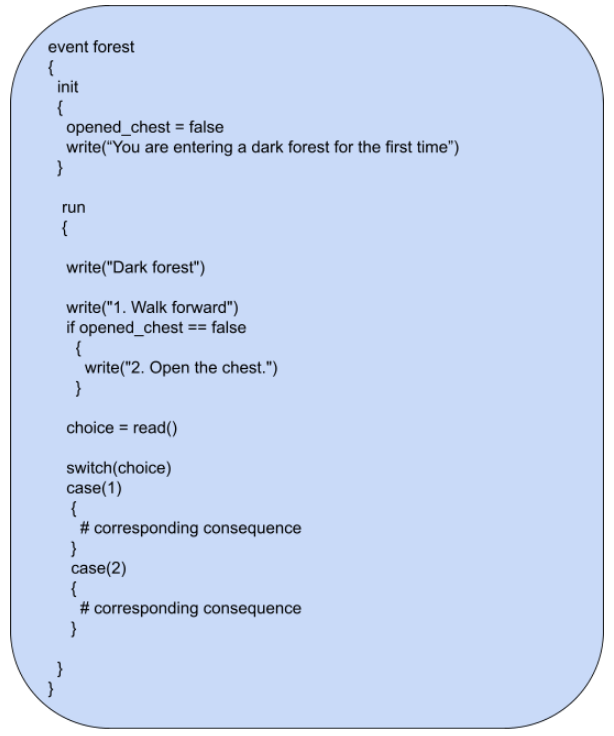 event forest
{
init
{
opened_chest = false
write(“You are entering a dark forest for the first time”)
}
run
{
write("Dark forest")
write("1. Walk forward")
if opened_chest == false
{
write("2. Open the chest.")
}
choice = read()
switch(choice)
case(1)
{
# corresponding consequence
}
case(2)
{
# corresponding consequence
}
}
}